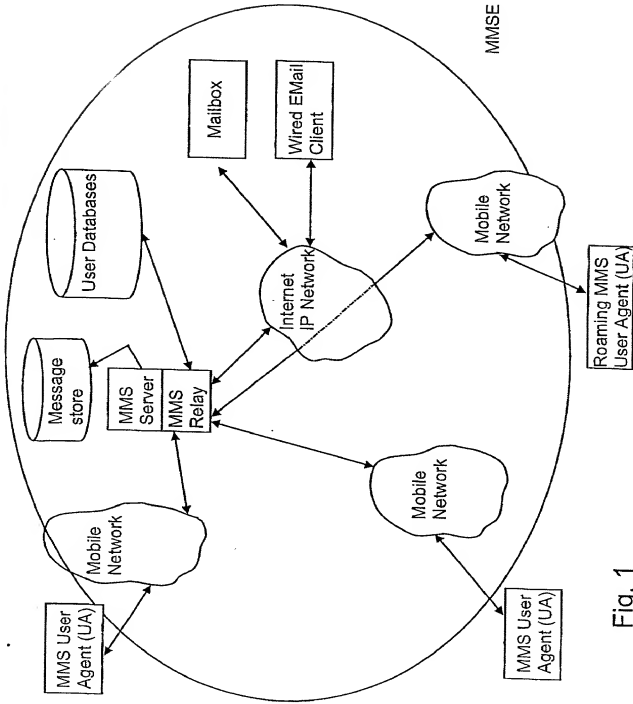 MMS User
Agent (UA)
Mobile
Network
Message
store
MMS
Server
MMS
Relay
User Databases
Internet
IP Network
Mailbox
Wired EMail
Client
MMS User
Agent (UA)
Mobile
Network
Mobile
Network
Roaming MMS
User Agent (UA)
MMSE
Fig. 1